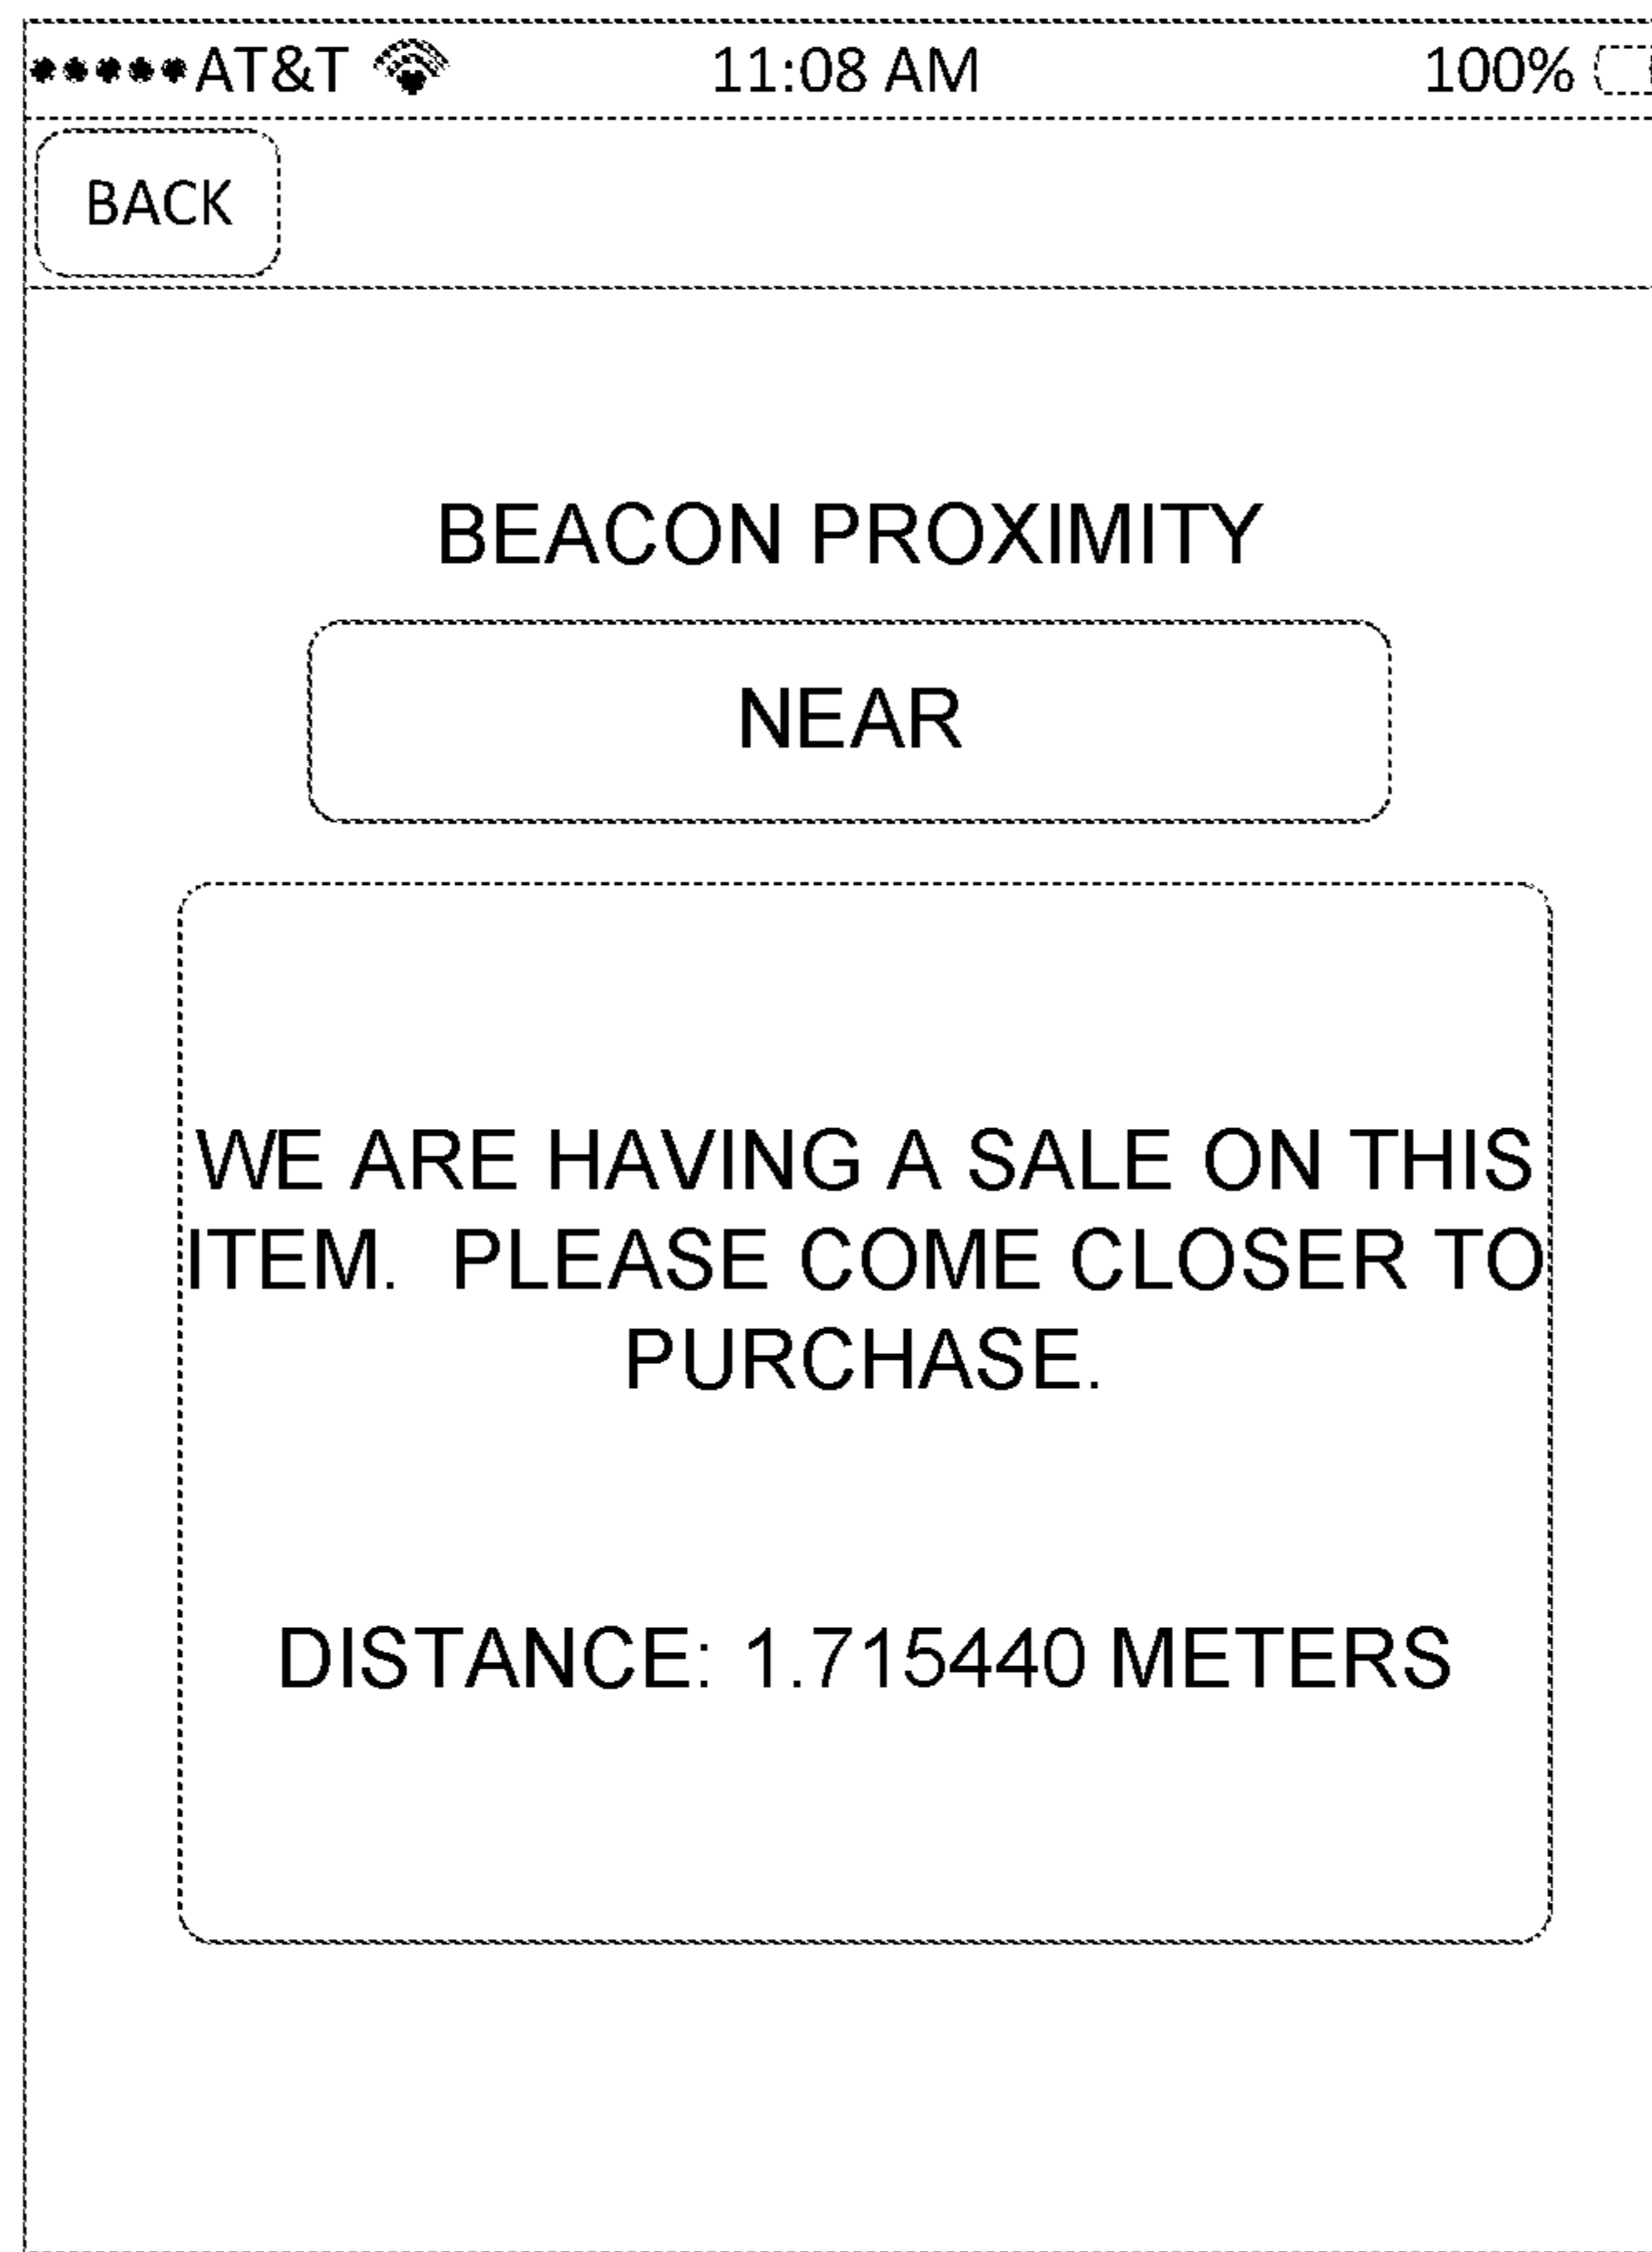 AT&T 11:08 AM 100%
BACK
BEACON PROXIMITY
NEAR
WE ARE HAVING A SALE ON THIS
ITEM. PLEASE COME CLOSER TO
PURCHASE.
DISTANCE: 1.715440 METERS